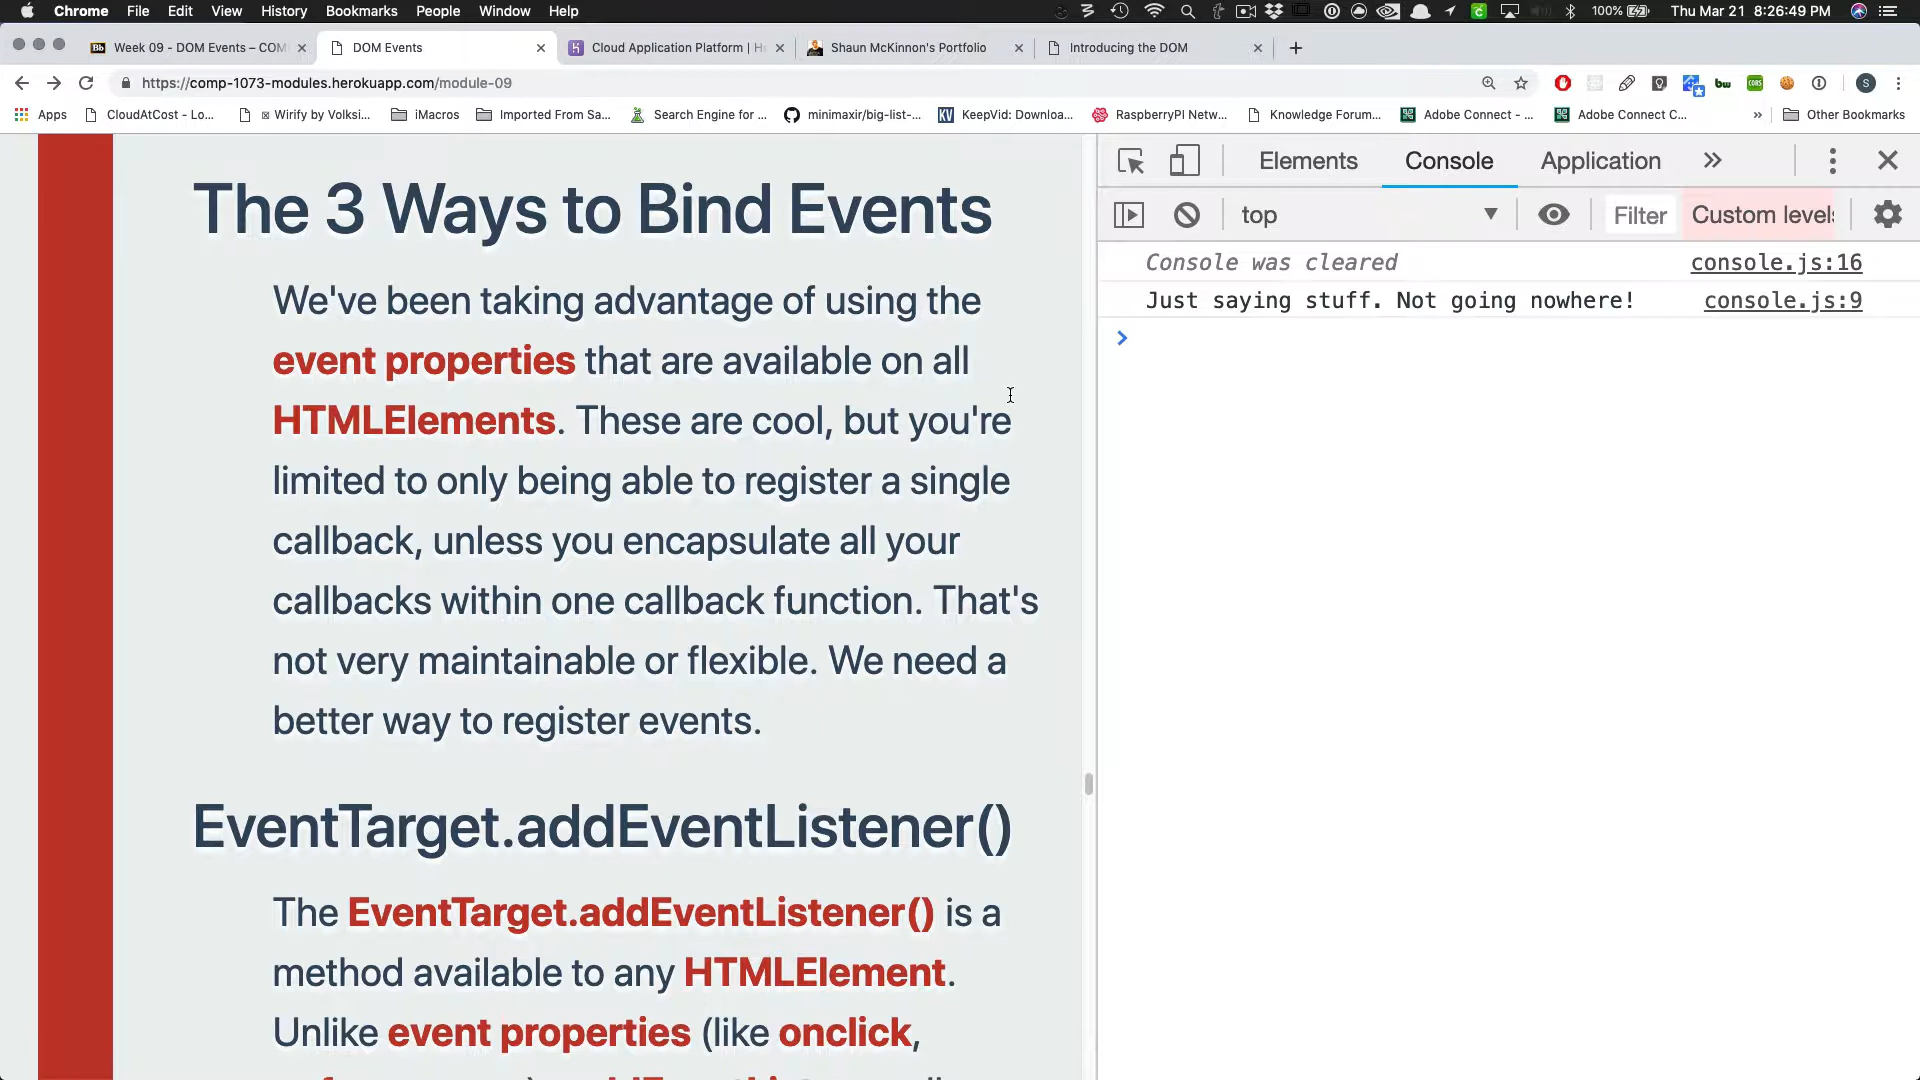 Chrome File Edit View History Bookmarks People Window Help 100% Thu Mar 21 8:26:49 PM
Week 09 - DOM Events – COM
DOM Events
Cloud Application Platform | H
Shaun McKinnon's Portfolio
Introducing the DOM
https://comp-1073-modules.herokuapp.com/module-09
Apps CloudAtCost - Lo... Wirify by Volksi... iMacros Imported From Sa... Search Engine for ... minimaxir/big-list-... KeepVid: Downloa... RaspberryPI Netw... Knowledge Forum... Adobe Connect - ... Adobe Connect C... » Other Bookmarks
The 3 Ways to Bind Events
We've been taking advantage of using the
event properties that are available on all
HTMLElements. These are cool, but you're
limited to only being able to register a single
callback, unless you encapsulate all your
callbacks within one callback function. That's
not very maintainable or flexible. We need a
better way to register events.
EventTarget.addEventListener()
The EventTarget.addEventListener() is a
method available to any HTMLElement.
Unlike event properties (like onclick,
Elements Console Application »
top Filter Custom levels
Console was cleared console.js:16
Just saying stuff. Not going nowhere! console.js:9